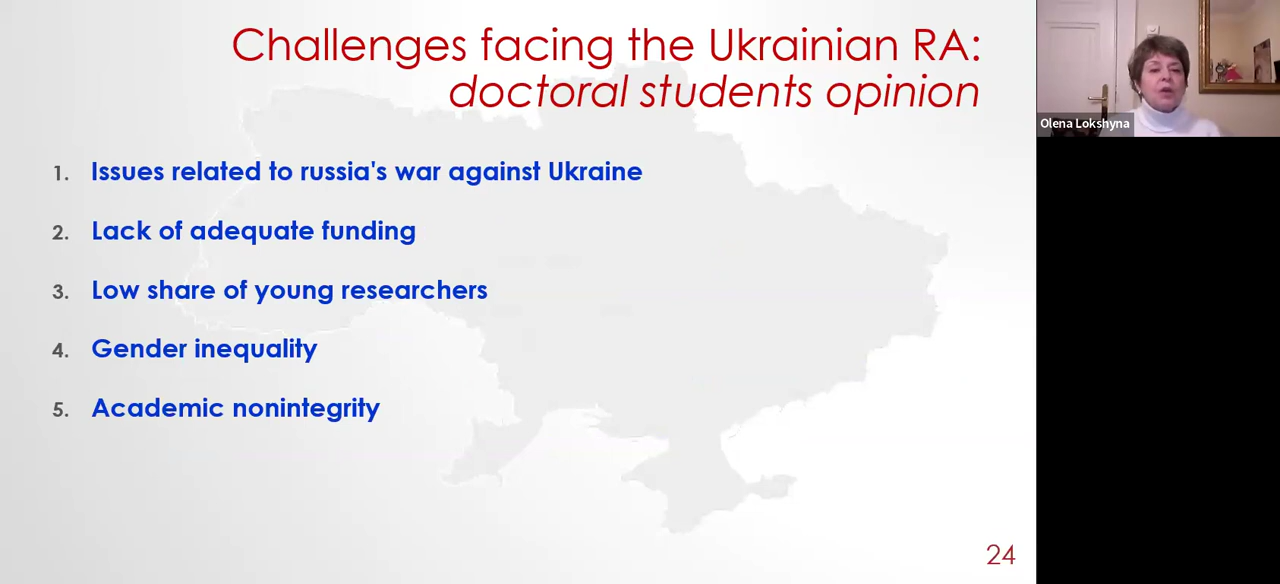 Challenges facing the Ukrainian RA:
doctoral students opinion
1. Issues related to russia's war against Ukraine
2. Lack of adequate funding
3. Low share of young researchers
4. Gender inequality
5. Academic nonintegrity
24
Olena Lokshyna